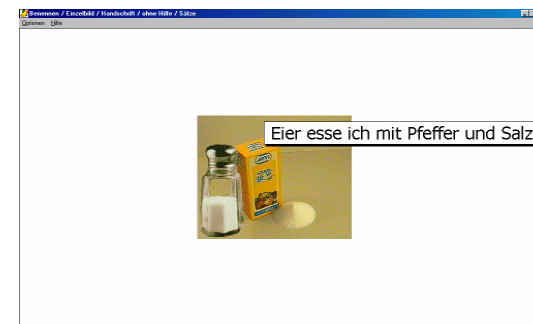 Benennen / Einzelbild / Handschrift / ohne Hilfe / Sätze
Optionen Hilfe
Eier esse ich mit Pfeffer und Salz